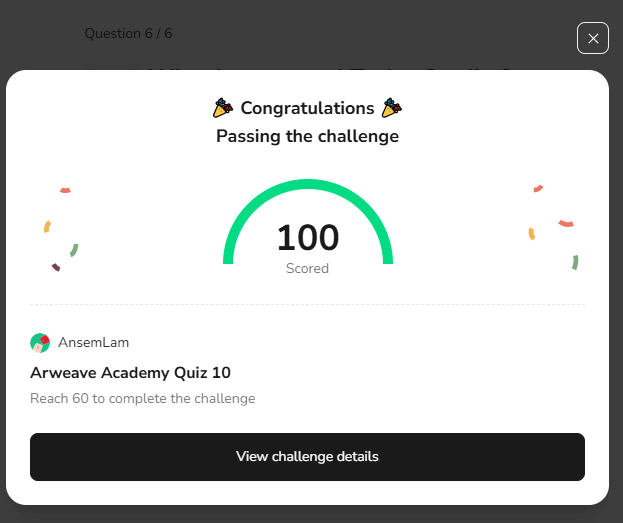 Question 6 / 6
Congratulations
Passing the challenge
100
Scored
AnsemLam
Arweave Academy Quiz 10
Reach 60 to complete the challenge
View challenge details